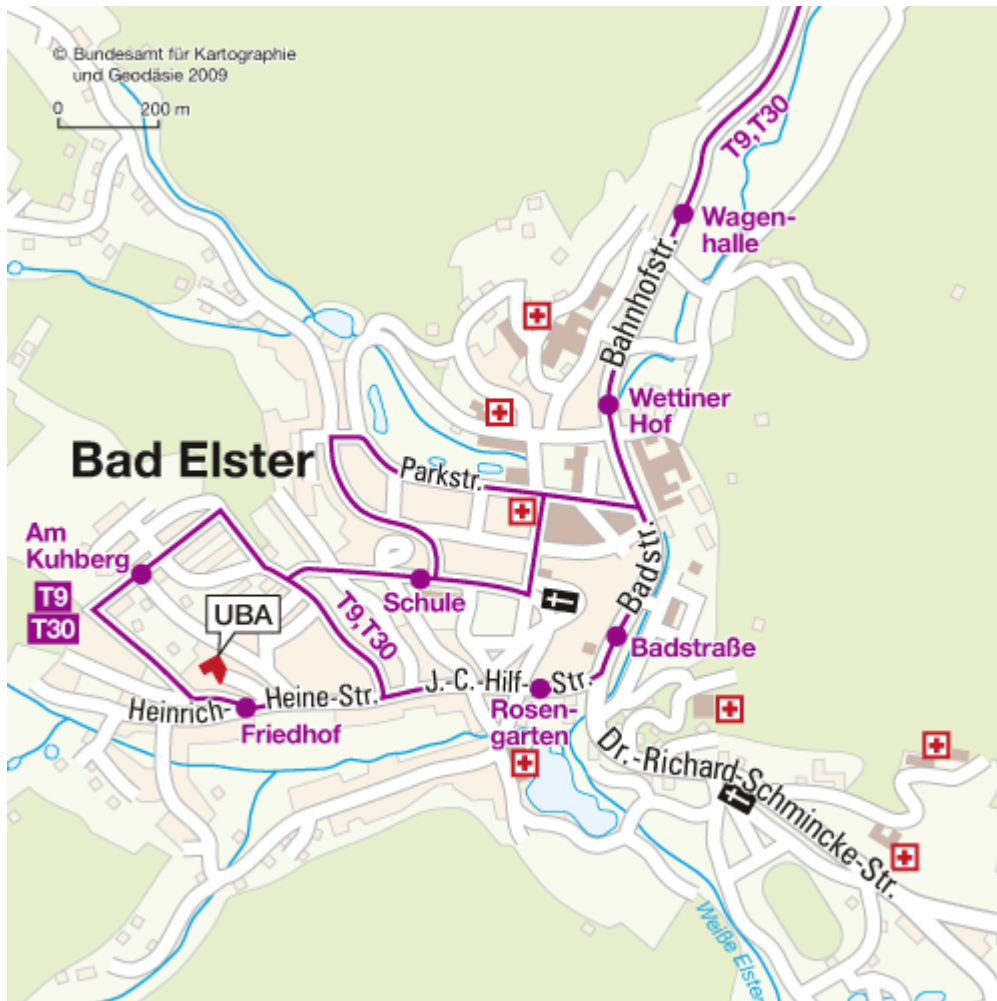 © Bundesamt für Kartographie
und Geodäsie 2009
0 200 m
T9,T30
Wagen-
halle
Bahnhofstr.
Wettiner
Hof
Bad Elster
Parkstr.
Am
Kuhberg
T9
T30
UBA
Schule
T9,T30
Badstr.
Badstraße
J.-C.-Hilf-Str.
Heinrich-Heine-Str.
Rosen-
garten
Friedhof
Dr.-Richard-Schmincke-Str.
Weiße Elster